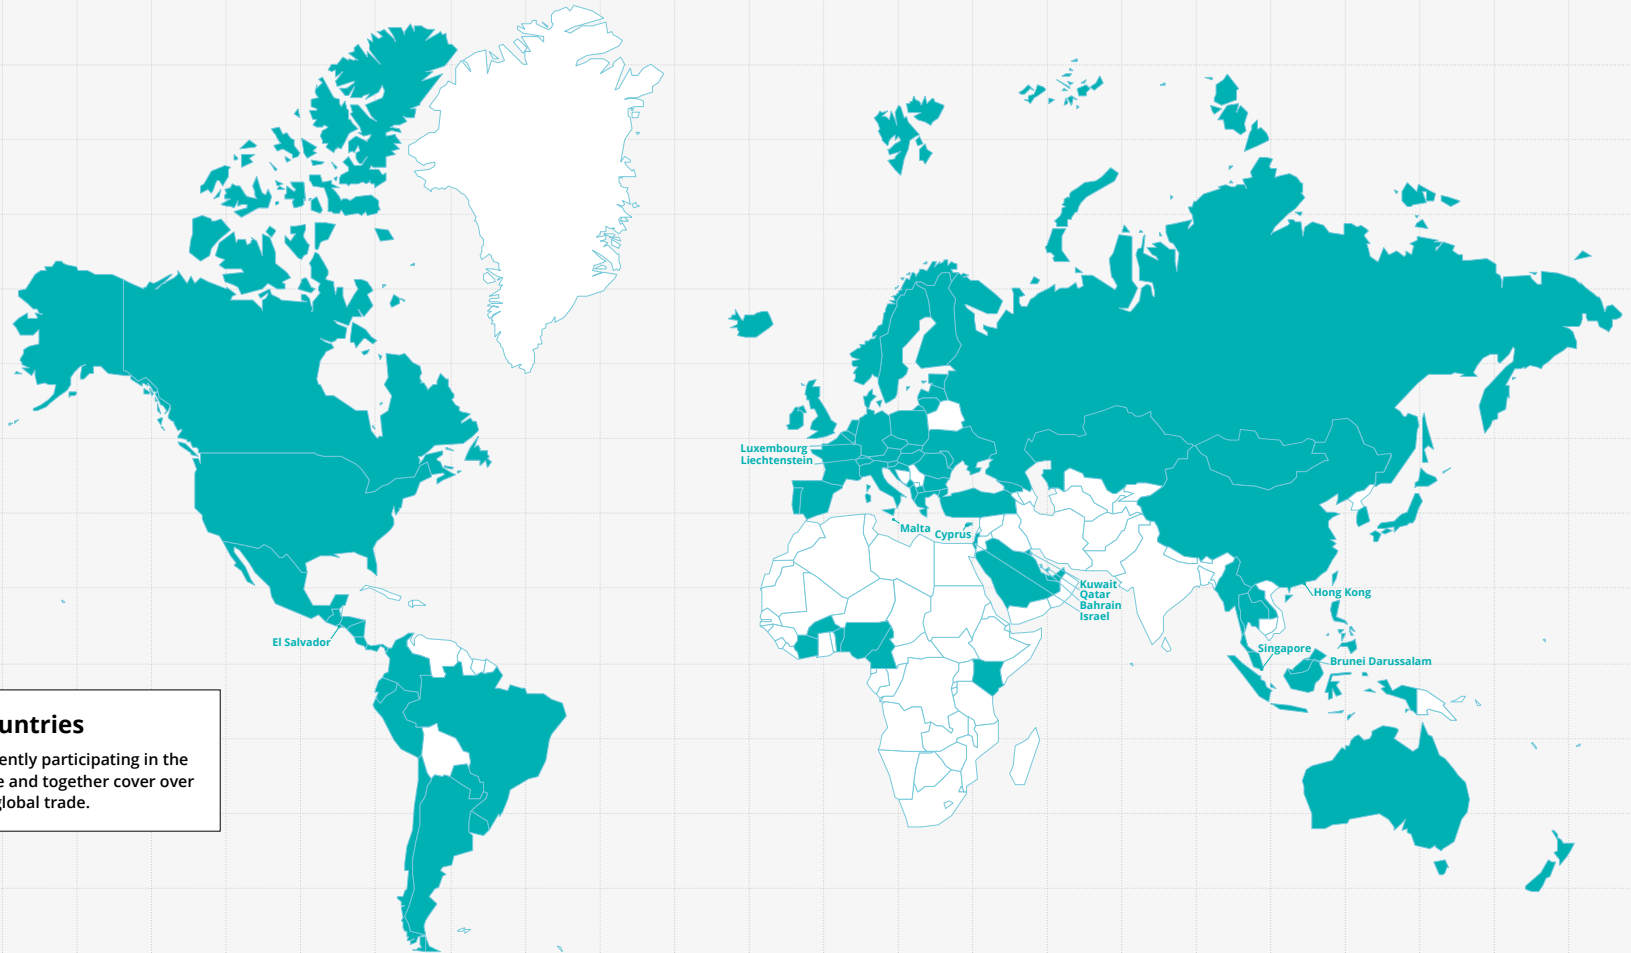 Luxembourg
Liechtenstein
Malta
Cyprus
Kuwait
Qatar
Bahrain
Israel
Hong Kong
El Salvador
Singapore
Brunei Darussalam
untries
ently participating in the
e and together cover over
global trade.